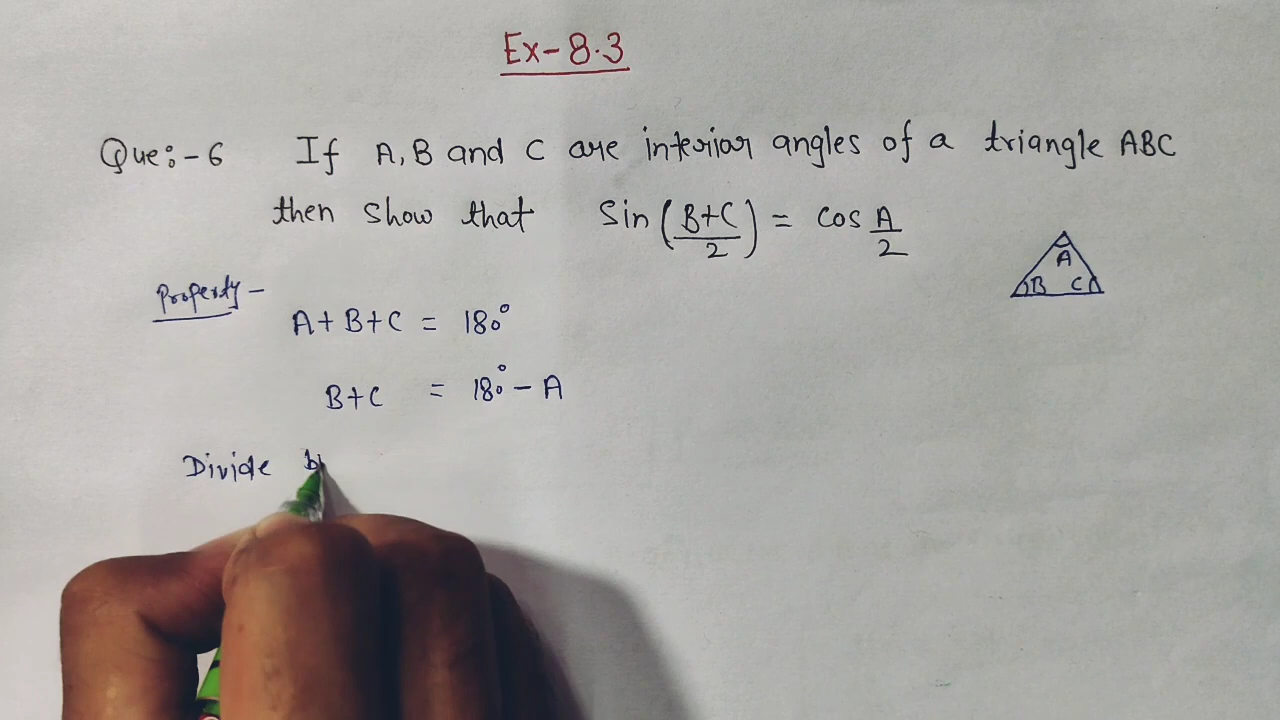 Ex-8.3
Que:-6 If A, B and C are interior angles of a triangle ABC
then show that Sin(B+C/2) = cos A/2
A
B C
Property-
A+B+C = 180°
B+C = 180° - A
Divide b